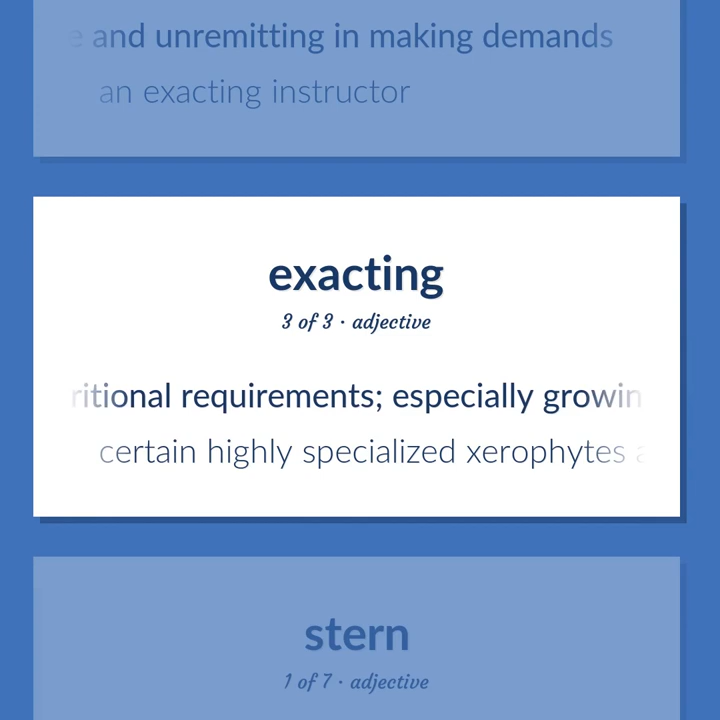 and unremitting in making demands
an exacting instructor
exacting
3 of 3 · adjective
ritional requirements; especially growin
certain highly specialized xerophytes
stern
1 of 7 · adjective